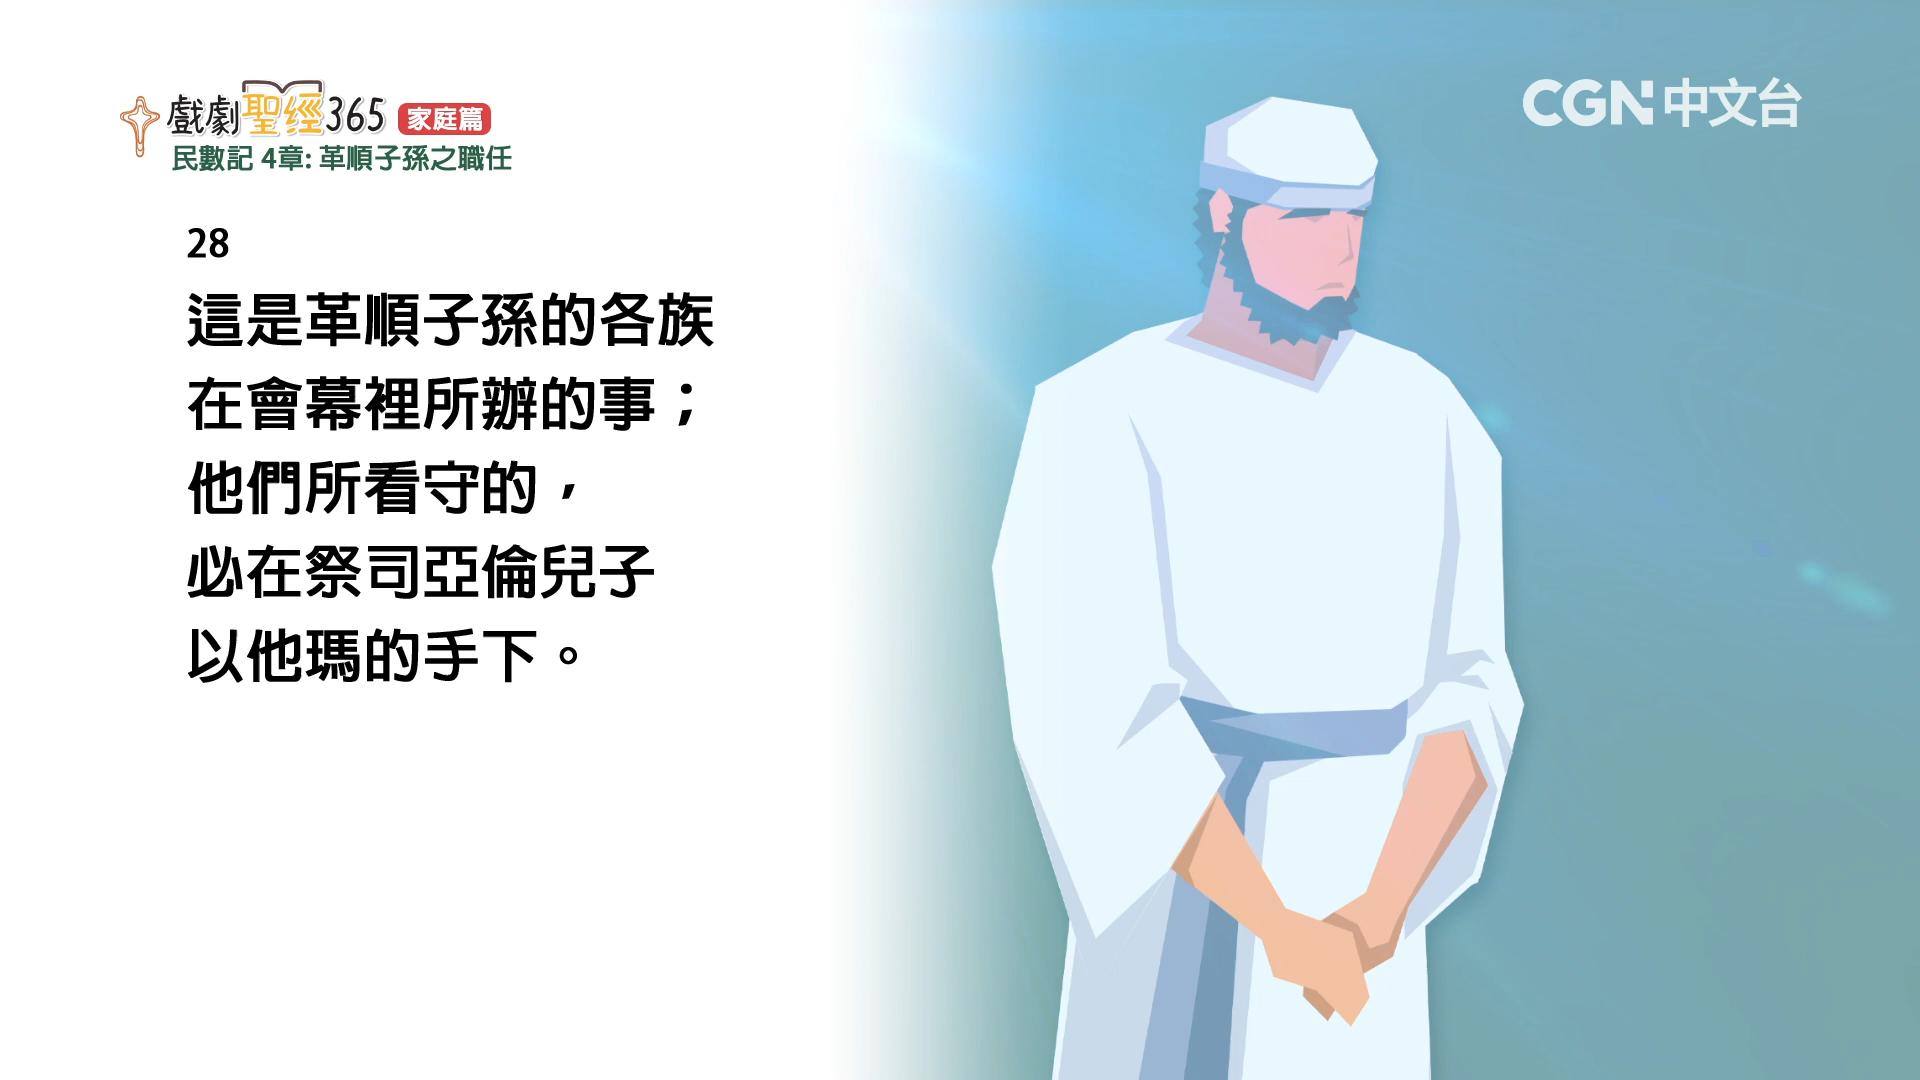 戲劇聖經365 家庭篇
民數記 4章: 革順子孫之職任
CGN中文台
28
這是革順子孫的各族
在會幕裡所辦的事；
他們所看守的，
必在祭司亞倫兒子
以他瑪的手下。